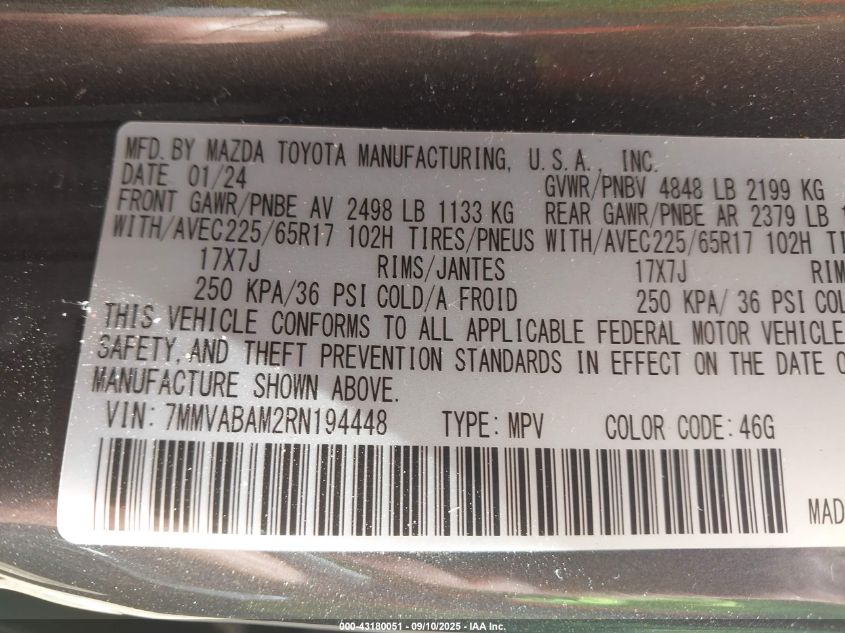 MFD. BY MAZDA TOYOTA MANUFACTURING, U.S.A., INC.
DATE 01/24 GVWR/PNBV 4848 LB 2199 KG
FRONT GAWR/PNBE AV 2498 LB 1133 KG REAR GAWR/PNBE AR 2379 LB
WITH/AVEC225/65R17 102H TIRES/PNEUS WITH/AVEC225/65R17 102H
17X7J RIMS/JANTES 17X7J
250 KPA/36 PSI COLD/A FROID 250 KPA/ 36 PSI
THIS VEHICLE CONFORMS TO ALL APPLICABLE FEDERAL MOTOR VEHICLE
SAFETY, AND THEFT PREVENTION STANDARDS IN EFFECT ON THE DATE
MANUFACTURE SHOWN ABOVE.
VIN: 7MMVABAM2RN194448 TYPE: MPV COLOR CODE: 46G
000-43180051 - 09/10/2025 - IAA Inc.